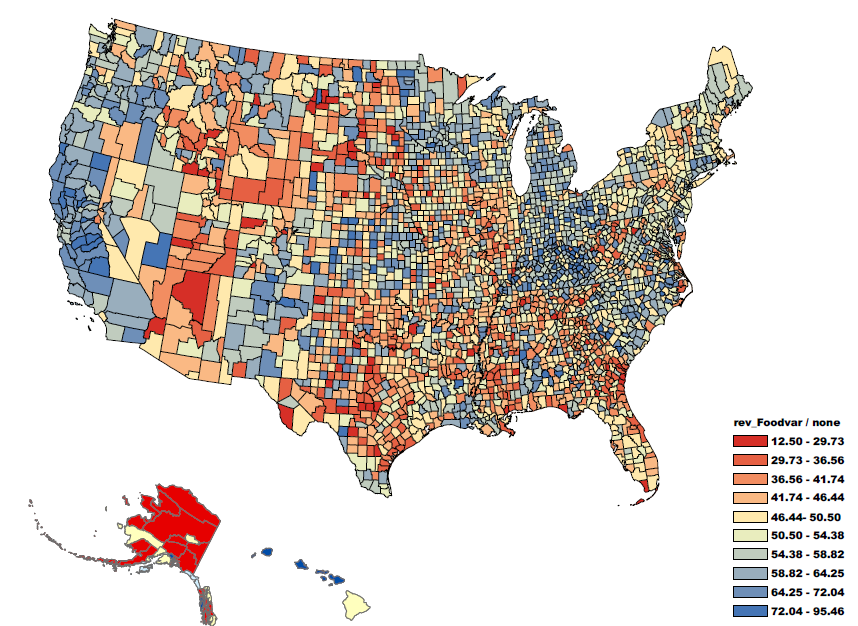 rev_Foodvar / none
12.50 - 29.73
29.73 - 36.56
36.56 - 41.74
41.74 - 46.44
46.44- 50.50
50.50 - 54.38
54.38 - 58.82
58.82 - 64.25
64.25 - 72.04
72.04 - 95.46